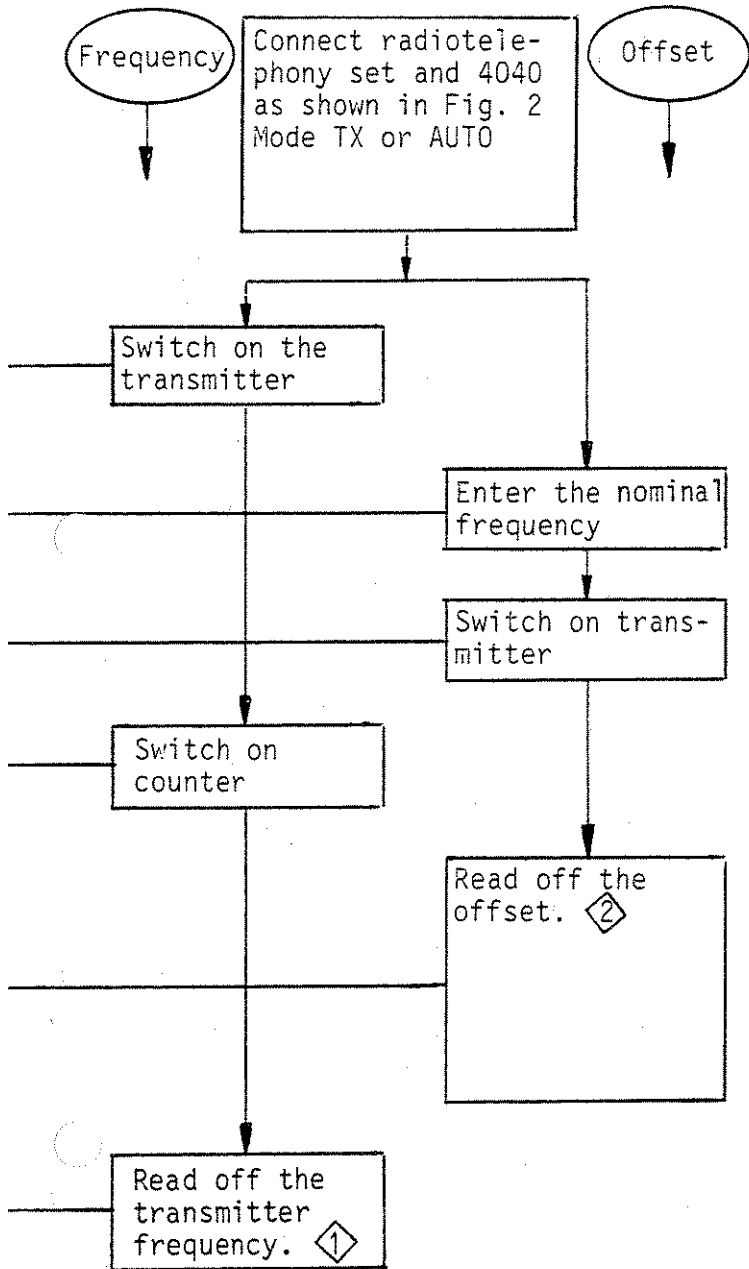 Frequency
Connect radiotele-
phony set and 4040
as shown in Fig. 2
Mode TX or AUTO
Offset
Switch on the
transmitter
Enter the nominal
frequency
Switch on trans-
mitter
Switch on
counter
Read off the
offset. 2
Read off the
transmitter
frequency. 1